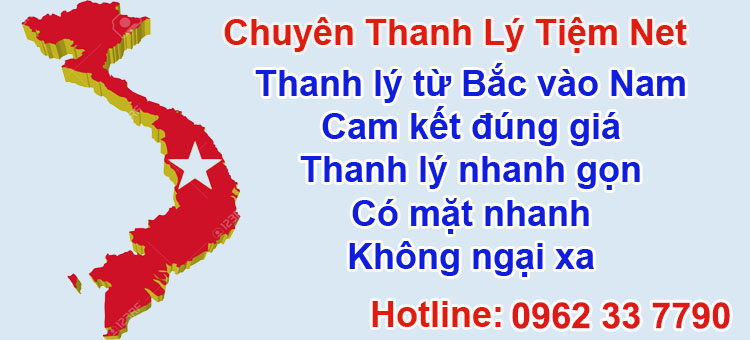 Chuyên Thanh Lý Tiệm Net
Thanh lý từ Bắc vào Nam
Cam kết đúng giá
Thanh lý nhanh gọn
Có mặt nhanh
Không ngại xa
Hotline: 0962 33 7790